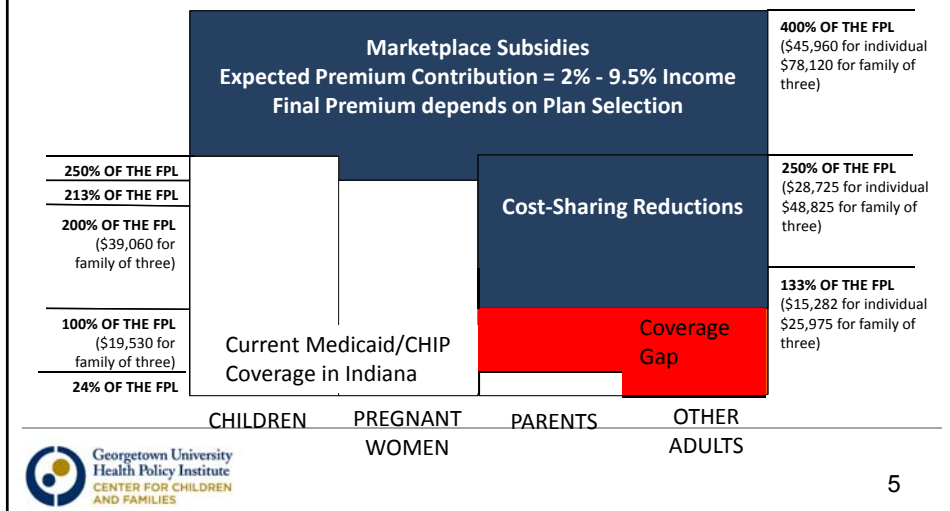 Marketplace Subsidies
Expected Premium Contribution = 2% - 9.5% Income
Final Premium depends on Plan Selection
400% OF THE FPL
($45,960 for individual
$78,120 for family of
three)
250% OF THE FPL
213% OF THE FPL
200% OF THE FPL
($39,060 for
family of three)
100% OF THE FPL
($19,530 for
family of three)
24% OF THE FPL
Cost-Sharing Reductions
250% OF THE FPL
($28,725 for individual
$48,825 for family of
three)
133% OF THE FPL
($15,282 for individual
$25,975 for family of
three)
Current Medicaid/CHIP
Coverage in Indiana
Coverage
Gap
CHILDREN
PREGNANT
WOMEN
PARENTS
OTHER
ADULTS
Georgetown University
Health Policy Institute
CENTER FOR CHILDREN
AND FAMILIES
5